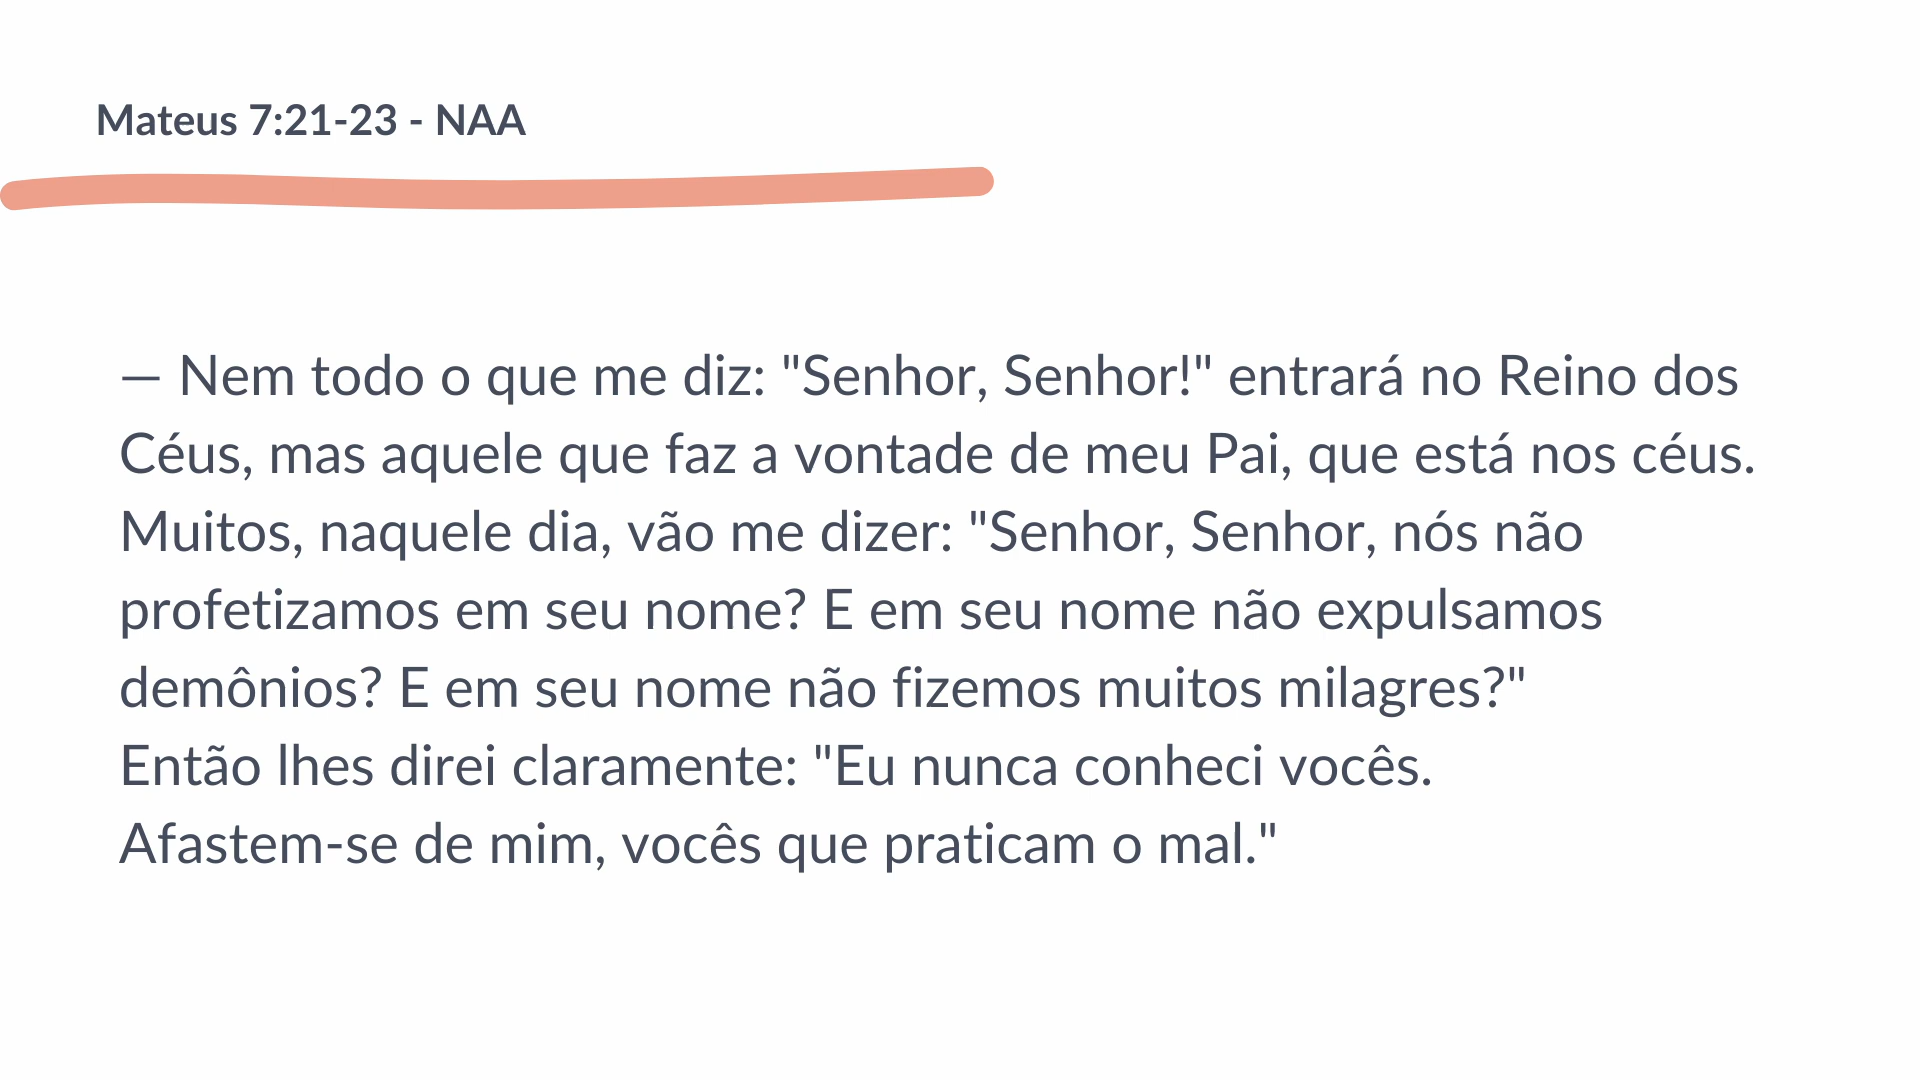 Mateus 7:21-23 - NAA
— Nem todo o que me diz: "Senhor, Senhor!" entrará no Reino dos
Céus, mas aquele que faz a vontade de meu Pai, que está nos céus.
Muitos, naquele dia, vão me dizer: "Senhor, Senhor, nós não
profetizamos em seu nome? E em seu nome não expulsamos
demônios? E em seu nome não fizemos muitos milagres?"
Então lhes direi claramente: "Eu nunca conheci vocês.
Afastem-se de mim, vocês que praticam o mal."